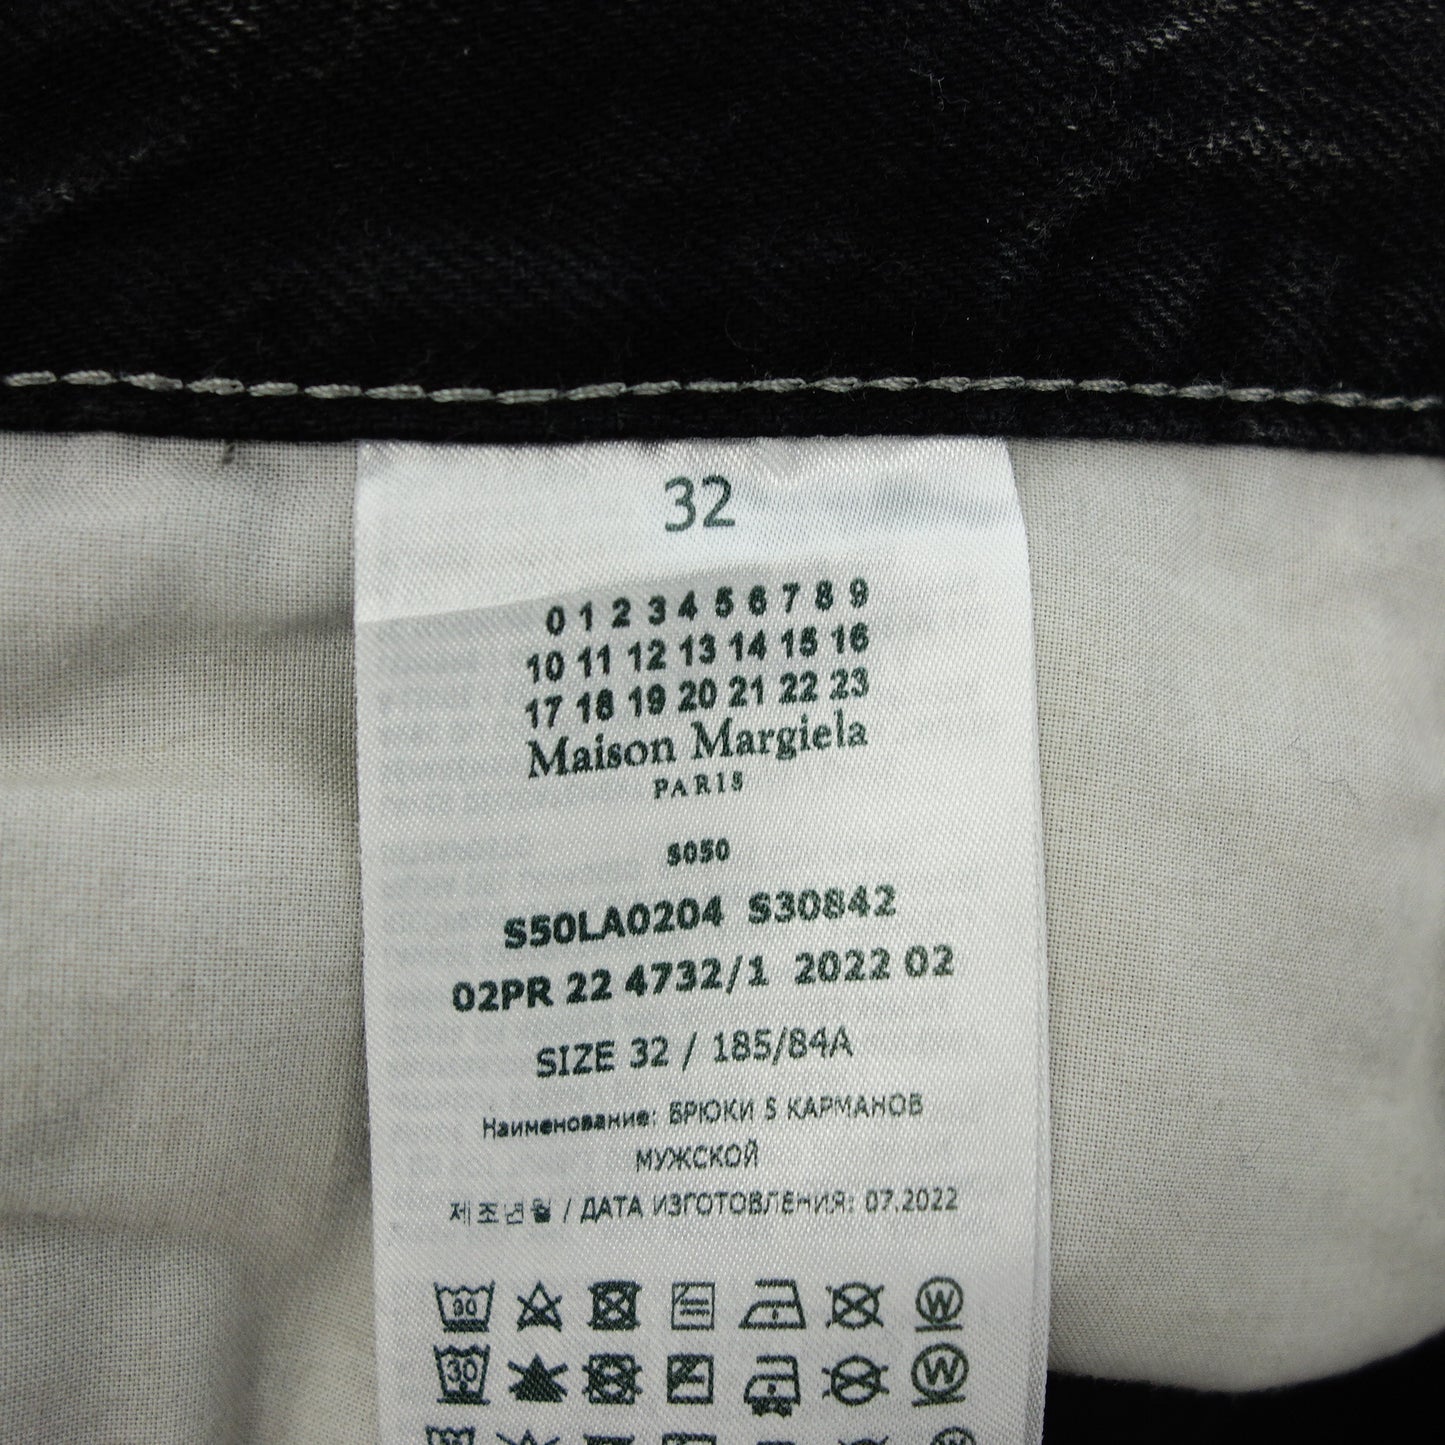 32
0 1 2 3 4 5 6 7 8 9
10 11 12 13 14 15 16
17 18 19 20 21 22 23
Maison Margiela
PARIS
S050
S50LA0204 S30842
02PR 22 4732/1 2022 02
SIZE 32 / 185/84A
Наименование: БРЮКИ 5 КАРМАНОВ
МУЖСКОЙ
제조년월 / ДАТА ИЗГОТОВЛЕНИЯ: 07.2022
30 W
30 W